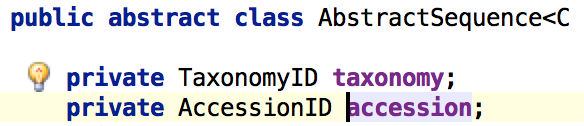 public abstract class AbstractSequence<C
private TaxonomyID taxonomy;
private AccessionID accession;